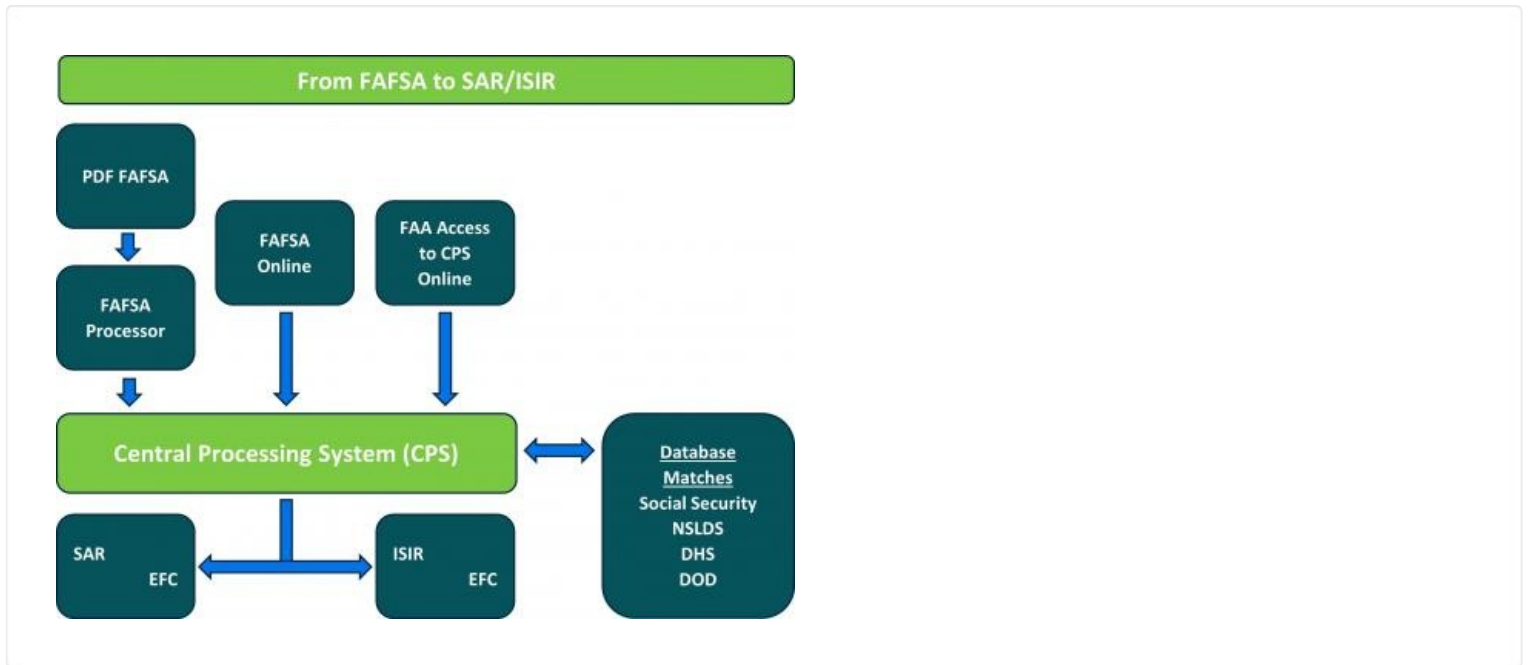 From FAFSA to SAR/ISIR
PDF FAFSA
FAFSA
Processor
FAFSA
Online
FAA Access
to CPS
Online
Central Processing System (CPS)
Database
Matches
Social Security
NSLDS
DHS
DOD
SAR
EFC
ISIR
EFC